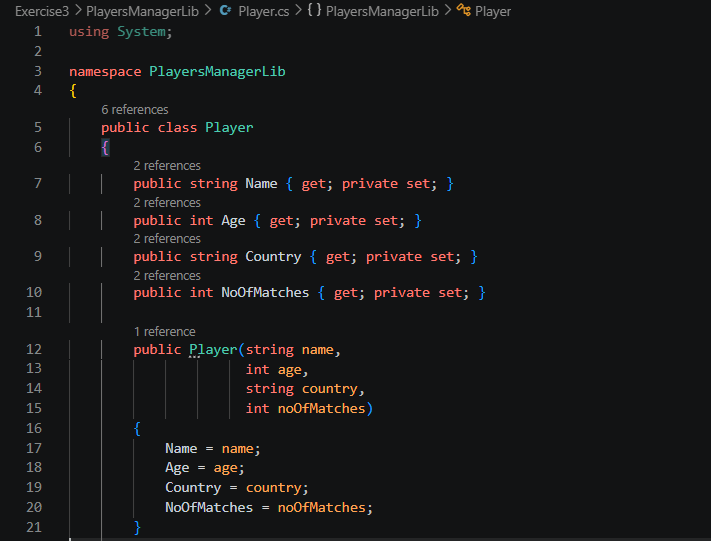 Exercise3 > PlayersManagerLib > C# Player.cs > {} PlayersManagerLib > Player
1 using System;
2
3 namespace PlayersManagerLib
4 {
6 references
5 public class Player
6 {
2 references
7 public string Name { get; private set; }
2 references
8 public int Age { get; private set; }
2 references
9 public string Country { get; private set; }
2 references
10 public int NoOfMatches { get; private set; }
11
1 reference
12 public Player(string name,
13 int age,
14 string country,
15 int noOfMatches)
16 {
17 Name = name;
18 Age = age;
19 Country = country;
20 NoOfMatches = noOfMatches;
21 }